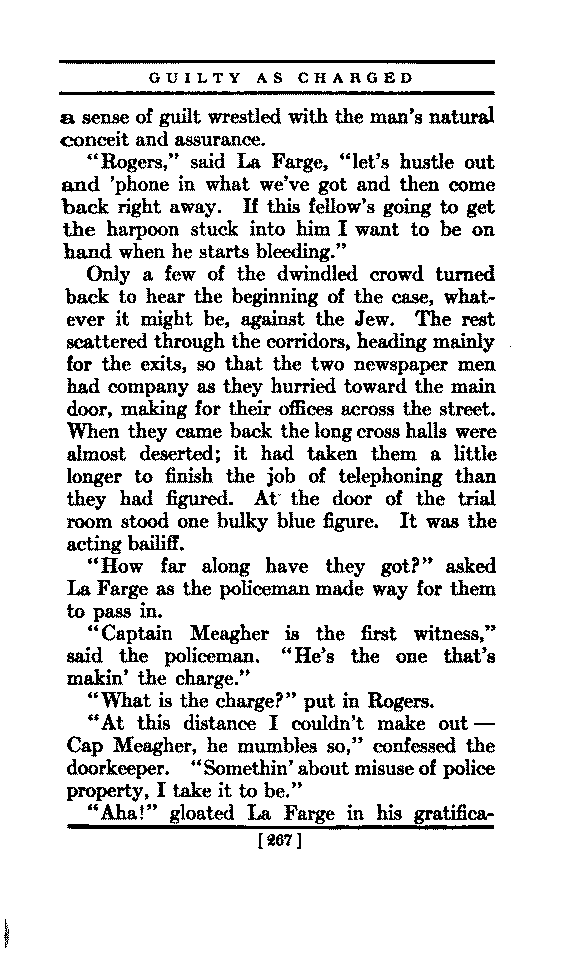 GUILTY AS CHARGED
a sense of guilt wrestled with the man's natural
conceit and assurance.
"Rogers," said La Farge, "let's hustle out
and 'phone in what we've got and then come
back right away. If this fellow's going to get
the harpoon stuck into him I want to be on
hand when he starts bleeding."
Only a few of the dwindled crowd turned
back to hear the beginning of the case, what-
ever it might be, against the Jew. The rest
scattered through the corridors, heading mainly
for the exits, so that the two newspaper men
had company as they hurried toward the main
door, making for their offices across the street.
When they came back the long cross halls were
almost deserted; it had taken them a little
longer to finish the job of telephoning than
they had figured. At the door of the trial
room stood one bulky blue figure. It was the
acting bailiff.
"How far along have they got?" asked
La Farge as the policeman made way for them
to pass in.
"Captain Meagher is the first witness,"
said the policeman. "He's the one that's
makin' the charge."
"What is the charge?" put in Rogers.
"At this distance I couldn't make out —
Cap Meagher, he mumbles so," confessed the
doorkeeper. "Somethin' about misuse of police
property, I take it to be."
"Aha!" gloated La Farge in his gratifica-
[267]